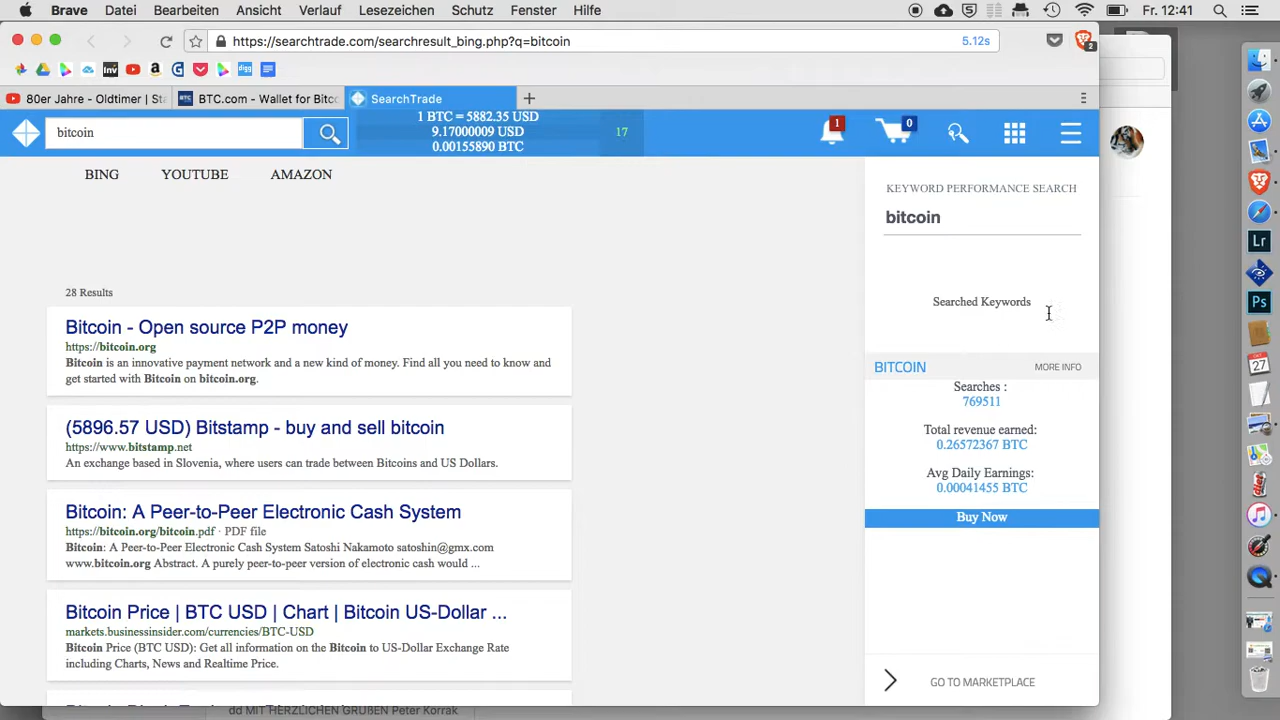 Brave Datei Bearbeiten Ansicht Verlauf Lesezeichen Schutz Fenster Hilfe Fr. 12:41
https://searchtrade.com/searchresult_bing.php?q=bitcoin 5.12s 2
inv digg
80er Jahre - Oldtimer | Sta BTC.com - Wallet for Bitco SearchTrade
bitcoin
1 BTC = 5882.35 USD
9.17000009 USD 17
0.00155890 BTC
1 0
BING YOUTUBE AMAZON
28 Results
Bitcoin - Open source P2P money
https://bitcoin.org
Bitcoin is an innovative payment network and a new kind of money. Find all you need to know and
get started with Bitcoin on bitcoin.org.
(5896.57 USD) Bitstamp - buy and sell bitcoin
https://www.bitstamp.net
An exchange based in Slovenia, where users can trade between Bitcoins and US Dollars.
Bitcoin: A Peer-to-Peer Electronic Cash System
https://bitcoin.org/bitcoin.pdf · PDF file
Bitcoin: A Peer-to-Peer Electronic Cash System Satoshi Nakamoto satoshin@gmx.com
www.bitcoin.org Abstract. A purely peer-to-peer version of electronic cash would ...
Bitcoin Price | BTC USD | Chart | Bitcoin US-Dollar ...
markets.businessinsider.com/currencies/BTC-USD
Bitcoin Price (BTC USD): Get all information on the Bitcoin to US-Dollar Exchange Rate
including Charts, News and Realtime Price.
KEYWORD PERFORMANCE SEARCH
bitcoin
Searched Keywords
BITCOIN MORE INFO
Searches :
769511
Total revenue earned:
0.26572367 BTC
Avg Daily Earnings:
0.00041455 BTC
Buy Now
GO TO MARKETPLACE
dd MIT HERZLICHEN GRÜßEN Peter Korrak
Lr
Ps
OKT
27